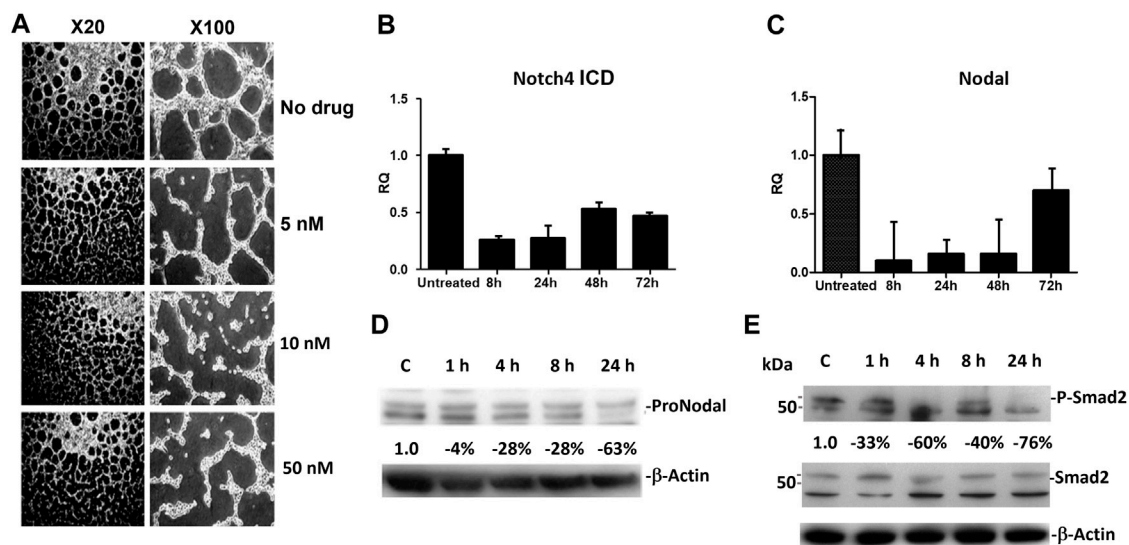 A
X20 X100
No drug
5 nM
10 nM
50 nM
B
Notch4 ICD
RQ
1.5
1.0
0.5
0.0
Untreated 8h 24h 48h 72h
C
Nodal
RQ
1.5
1.0
0.5
0.0
Untreated 8h 24h 48h 72h
D
C 1 h 4 h 8 h 24 h
-ProNodal
1.0 -4% -28% -28% -63%
-β-Actin
E
kDa C 1 h 4 h 8 h 24 h
50 -P-Smad2
1.0 -33% -60% -40% -76%
50 -Smad2
-β-Actin